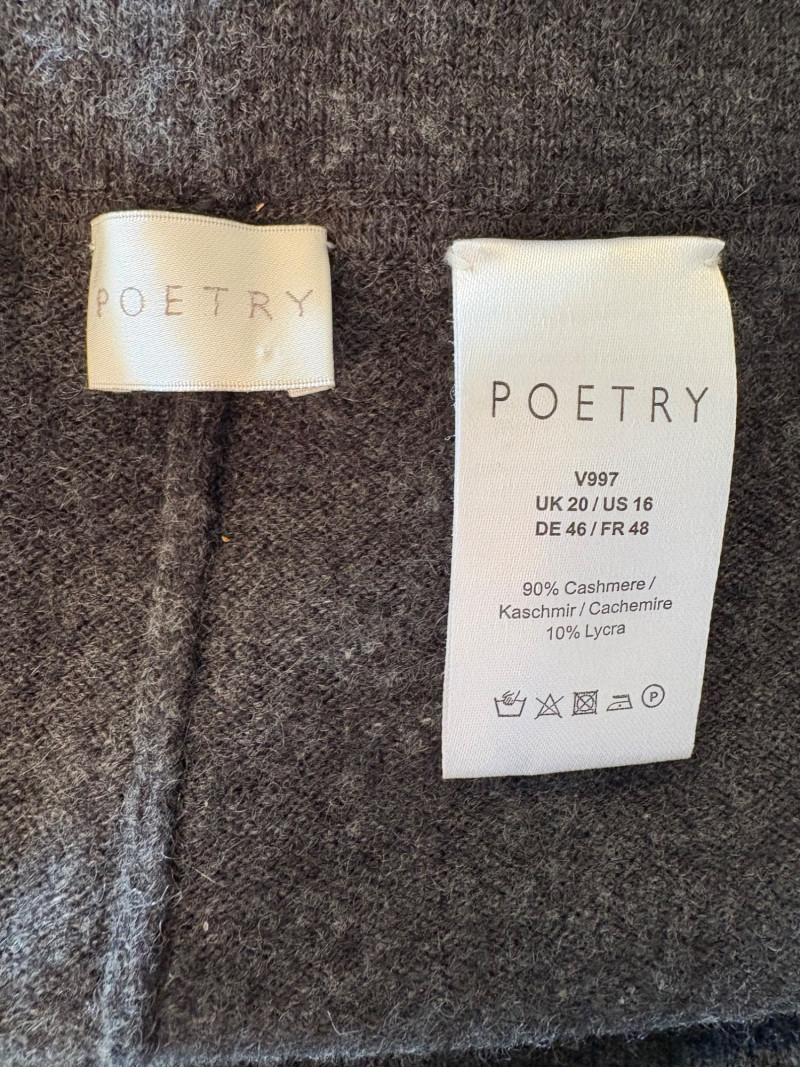 POETRY
POETRY
V997
UK 20 / US 16
DE 46 / FR 48
90% Cashmere /
Kaschmir / Cachemire
10% Lycra
P